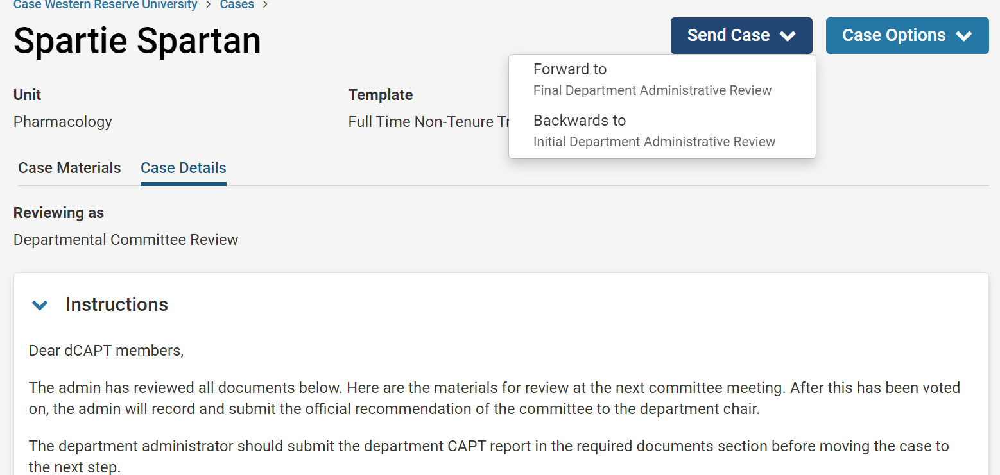 Case Western Reserve University > Cases >
Spartie Spartan
Send Case
Case Options
Forward to
Final Department Administrative Review
Backwards to
Initial Department Administrative Review
Unit
Pharmacology
Template
Full Time Non-Tenure
Case Materials
Case Details
Reviewing as
Departmental Committee Review
Instructions
Dear dCAPT members,
The admin has reviewed all documents below. Here are the materials for review at the next committee meeting. After this has been voted
on, the admin will record and submit the official recommendation of the committee to the department chair.
The department administrator should submit the department CAPT report in the required documents section before moving the case to
the next step.